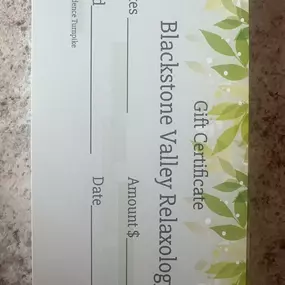 Gift Certificate
Blackstone Valley Relaxolog
es Amount $
d Date
dence Turnpike